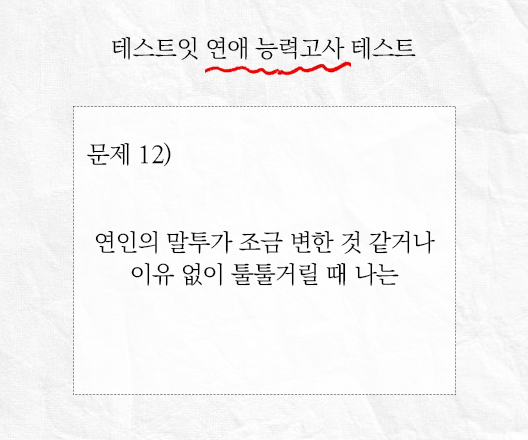 테스트잇 연애 능력고사 테스트
문제 12)
연인의 말투가 조금 변한 것 같거나
이유 없이 툴툴거릴 때 나는